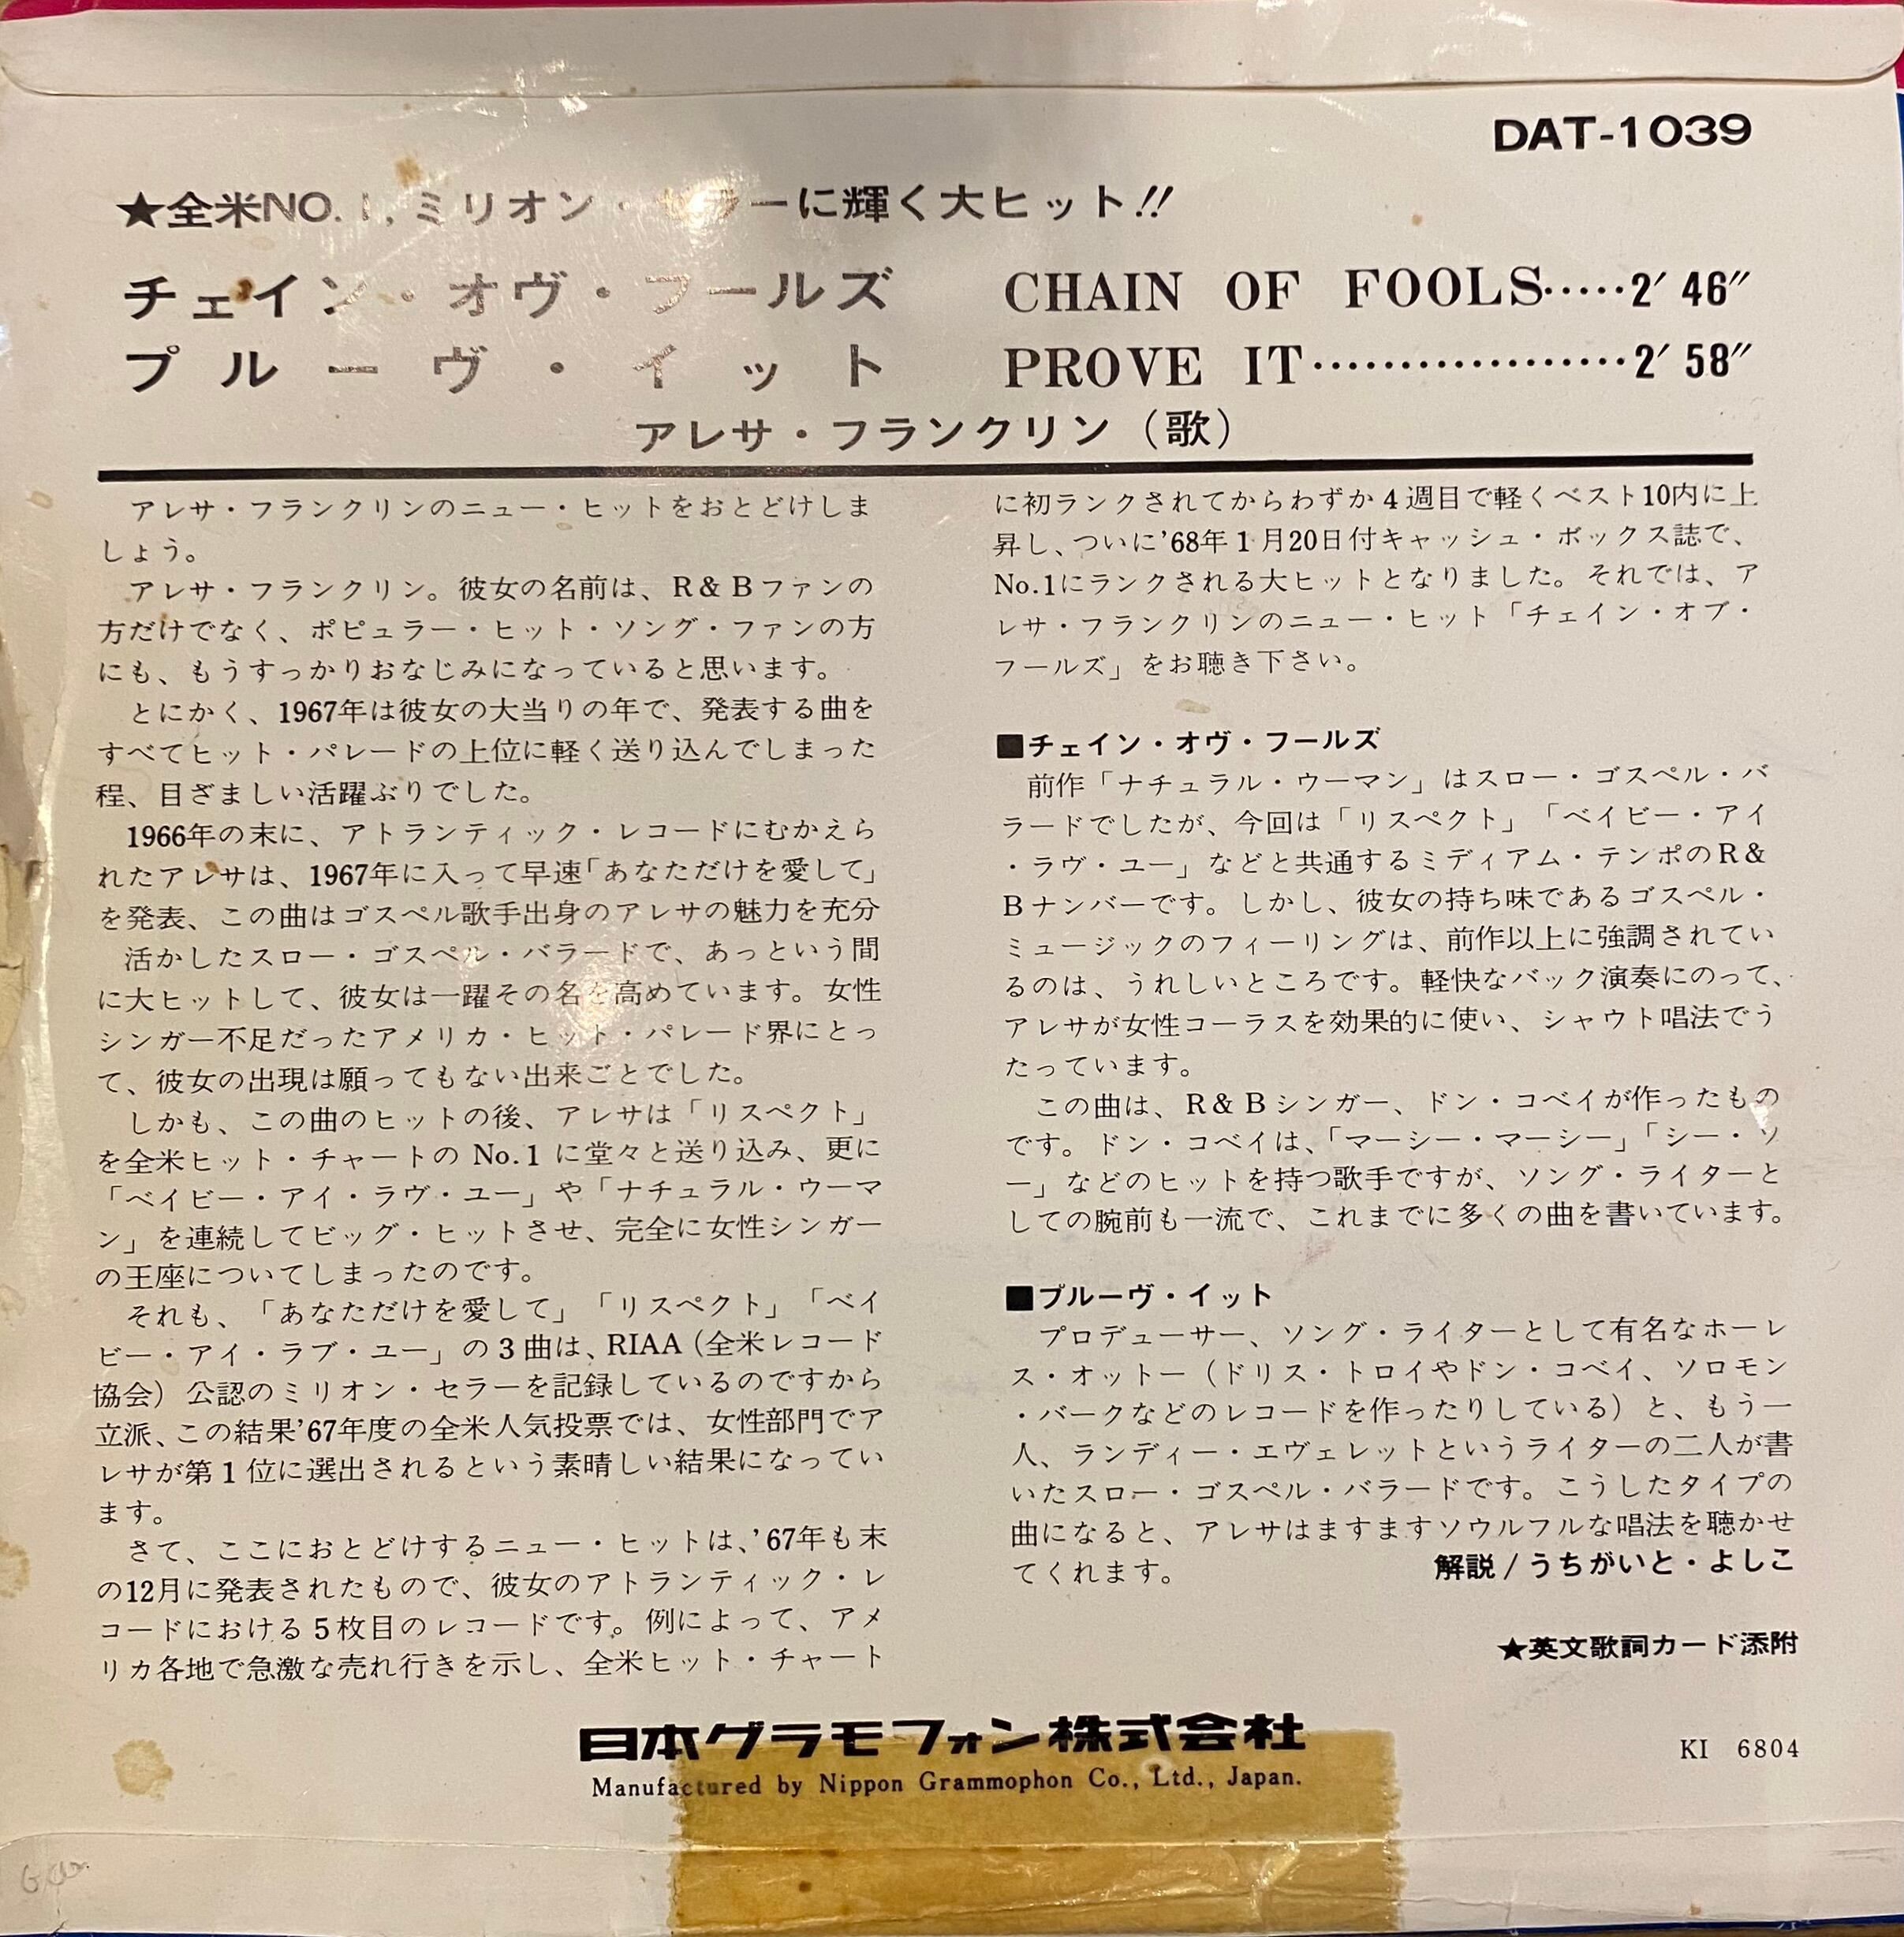 DAT-1039
★全米NO.1,ミリオン・セラーに輝く大ヒット!!
チェイン・オヴ・フールズ CHAIN OF FOOLS·····2′ 46″
プルーヴ・イット PROVE IT··················2′ 58″
アレサ・フランクリン（歌）
アレサ・フランクリンのニュー・ヒットをおとどけしま
しょう。
アレサ・フランクリン。彼女の名前は、R＆Bファンの
方だけでなく、ポピュラー・ヒット・ソング・ファンの方
にも、もうすっかりおなじみになっていると思います。
とにかく、1967年は彼女の大当りの年で、発表する曲を
すべてヒット・パレードの上位に軽く送り込んでしまった
程、目ざましい活躍ぶりでした。
1966年の末に、アトランティック・レコードにむかえら
れたアレサは、1967年に入って早速「あなただけを愛して」
を発表、この曲はゴスペル歌手出身のアレサの魅力を充分
活かしたスロー・ゴスペル・バラードで、あっという間
に大ヒットして、彼女は一躍その名を高めています。女性
シンガー不足だったアメリカ・ヒット・パレード界にとっ
て、彼女の出現は願ってもない出来ごとでした。
しかも、この曲のヒットの後、アレサは「リスペクト」
を全米ヒット・チャートの No.1 に堂々と送り込み、更に
「ベイビー・アイ・ラヴ・ユー」や「ナチュラル・ウーマ
ン」を連続してビッグ・ヒットさせ、完全に女性シンガー
の王座についてしまったのです。
それも、「あなただけを愛して」「リスペクト」「ベイ
ビー・アイ・ラブ・ユー」の3曲は、RIAA（全米レコード
協会）公認のミリオン・セラーを記録しているのですから
立派、この結果’67年度の全米人気投票では、女性部門でア
レサが第1位に選出されるという素晴しい結果になってい
ます。
さて、ここにおとどけするニュー・ヒットは、’67年も末
の12月に発表されたもので、彼女のアトランティック・レ
コードにおける5枚目のレコードです。例によって、アメ
リカ各地で急激な売れ行きを示し、全米ヒット・チャート
に初ランクされてからわずか4週目で軽くベスト10内に上
昇し、ついに’68年1月20日付キャッシュ・ボックス誌で、
No.1にランクされる大ヒットとなりました。それでは、ア
レサ・フランクリンのニュー・ヒット「チェイン・オブ・
フールズ」をお聴き下さい。
■チェイン・オヴ・フールズ
前作「ナチュラル・ウーマン」はスロー・ゴスペル・バ
ラードでしたが、今回は「リスペクト」「ベイビー・アイ
・ラヴ・ユー」などと共通するミディアム・テンポのR＆
Bナンバーです。しかし、彼女の持ち味であるゴスペル・
ミュージックのフィーリングは、前作以上に強調されてい
るのは、うれしいところです。軽快なバック演奏にのって、
アレサが女性コーラスを効果的に使い、シャウト唱法でう
たっています。
この曲は、R＆Bシンガー、ドン・コベイが作ったもの
です。ドン・コベイは、「マーシー・マーシー」「シー・ソ
ー」などのヒットを持つ歌手ですが、ソング・ライターと
しての腕前も一流で、これまでに多くの曲を書いています。
■プルーヴ・イット
プロデューサー、ソング・ライターとして有名なホーレ
ス・オットー（ドリス・トロイやドン・コベイ、ソロモン
・バークなどのレコードを作ったりしている）と、もう一
人、ランディー・エヴェレットというライターの二人が書
いたスロー・ゴスペル・バラードです。こうしたタイプの
曲になると、アレサはますますソウルフルな唱法を聴かせ
てくれます。
解説/うちがいと・よしこ
★英文歌詞カード添附
日本グラモフォン株式会社
Manufactured by Nippon Grammophon Co., Ltd., Japan.
KI 6804